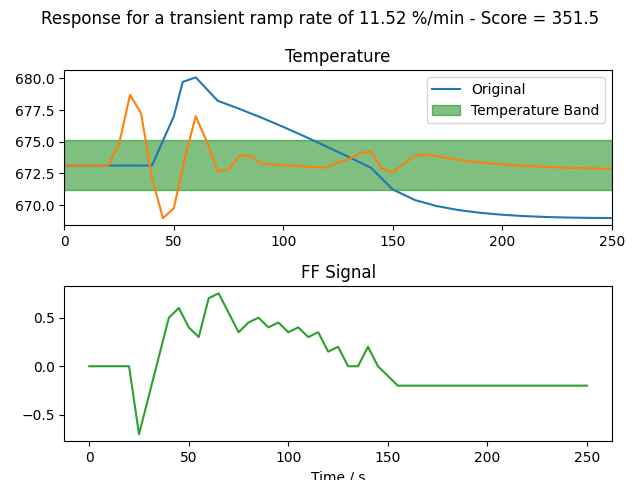 Response for a transient ramp rate of 11.52 %/min - Score = 351.5
Temperature
680.0
677.5
675.0
672.5
670.0
Original
Temperature Band
0 50 100 150 200 250
FF Signal
0.5
0.0
−0.5
0 50 100 150 200 250
Time / s